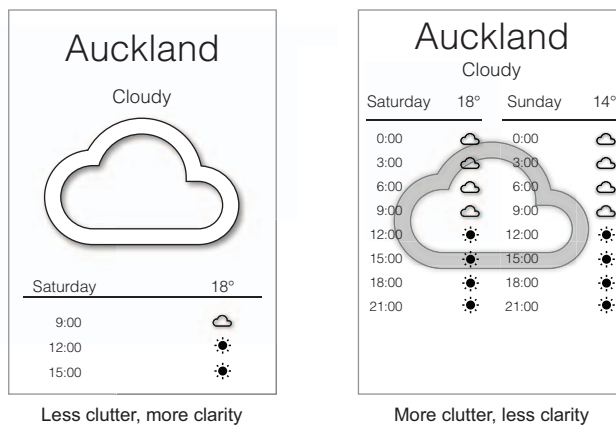 Auckland
Cloudy
Saturday 18°
9:00
12:00
15:00
Less clutter, more clarity
Auckland
Cloudy
Saturday 18° Sunday 14°
0:00 0:00
3:00 3:00
6:00 6:00
9:00 9:00
12:00 12:00
15:00 15:00
18:00 18:00
21:00 21:00
More clutter, less clarity